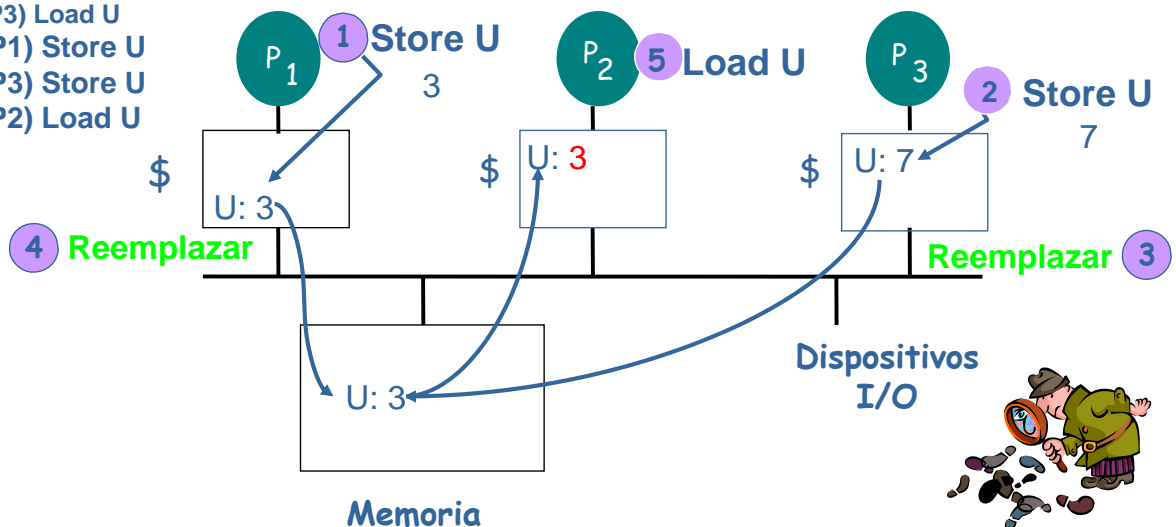 P3) Load U
P1) Store U
P3) Store U
P2) Load U
P1
1 Store U
3
P2
5 Load U
P3
2 Store U
7
$
U: 3
$
U: 3
$
U: 7
4 Reemplazar
Reemplazar 3
U: 3
Dispositivos
I/O
Memoria